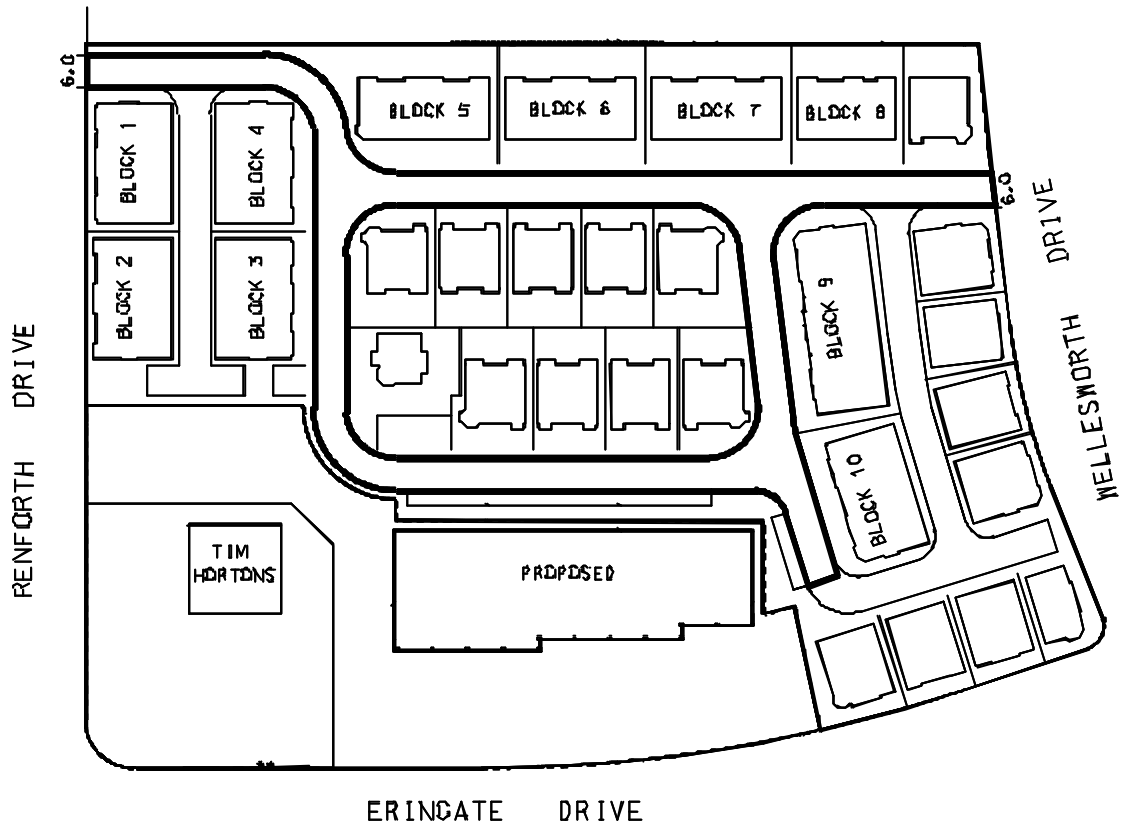 6.0
BLOCK 5
BLOCK 6
BLOCK 7
BLOCK 8
BLOCK 1
BLOCK 4
6.0
BLOCK 2
BLOCK 3
BLOCK 9
BLOCK 10
WELLESWORTH DRIVE
RENFORTH DRIVE
TIM
HORTONS
PROPOSED
ERINGATE DRIVE